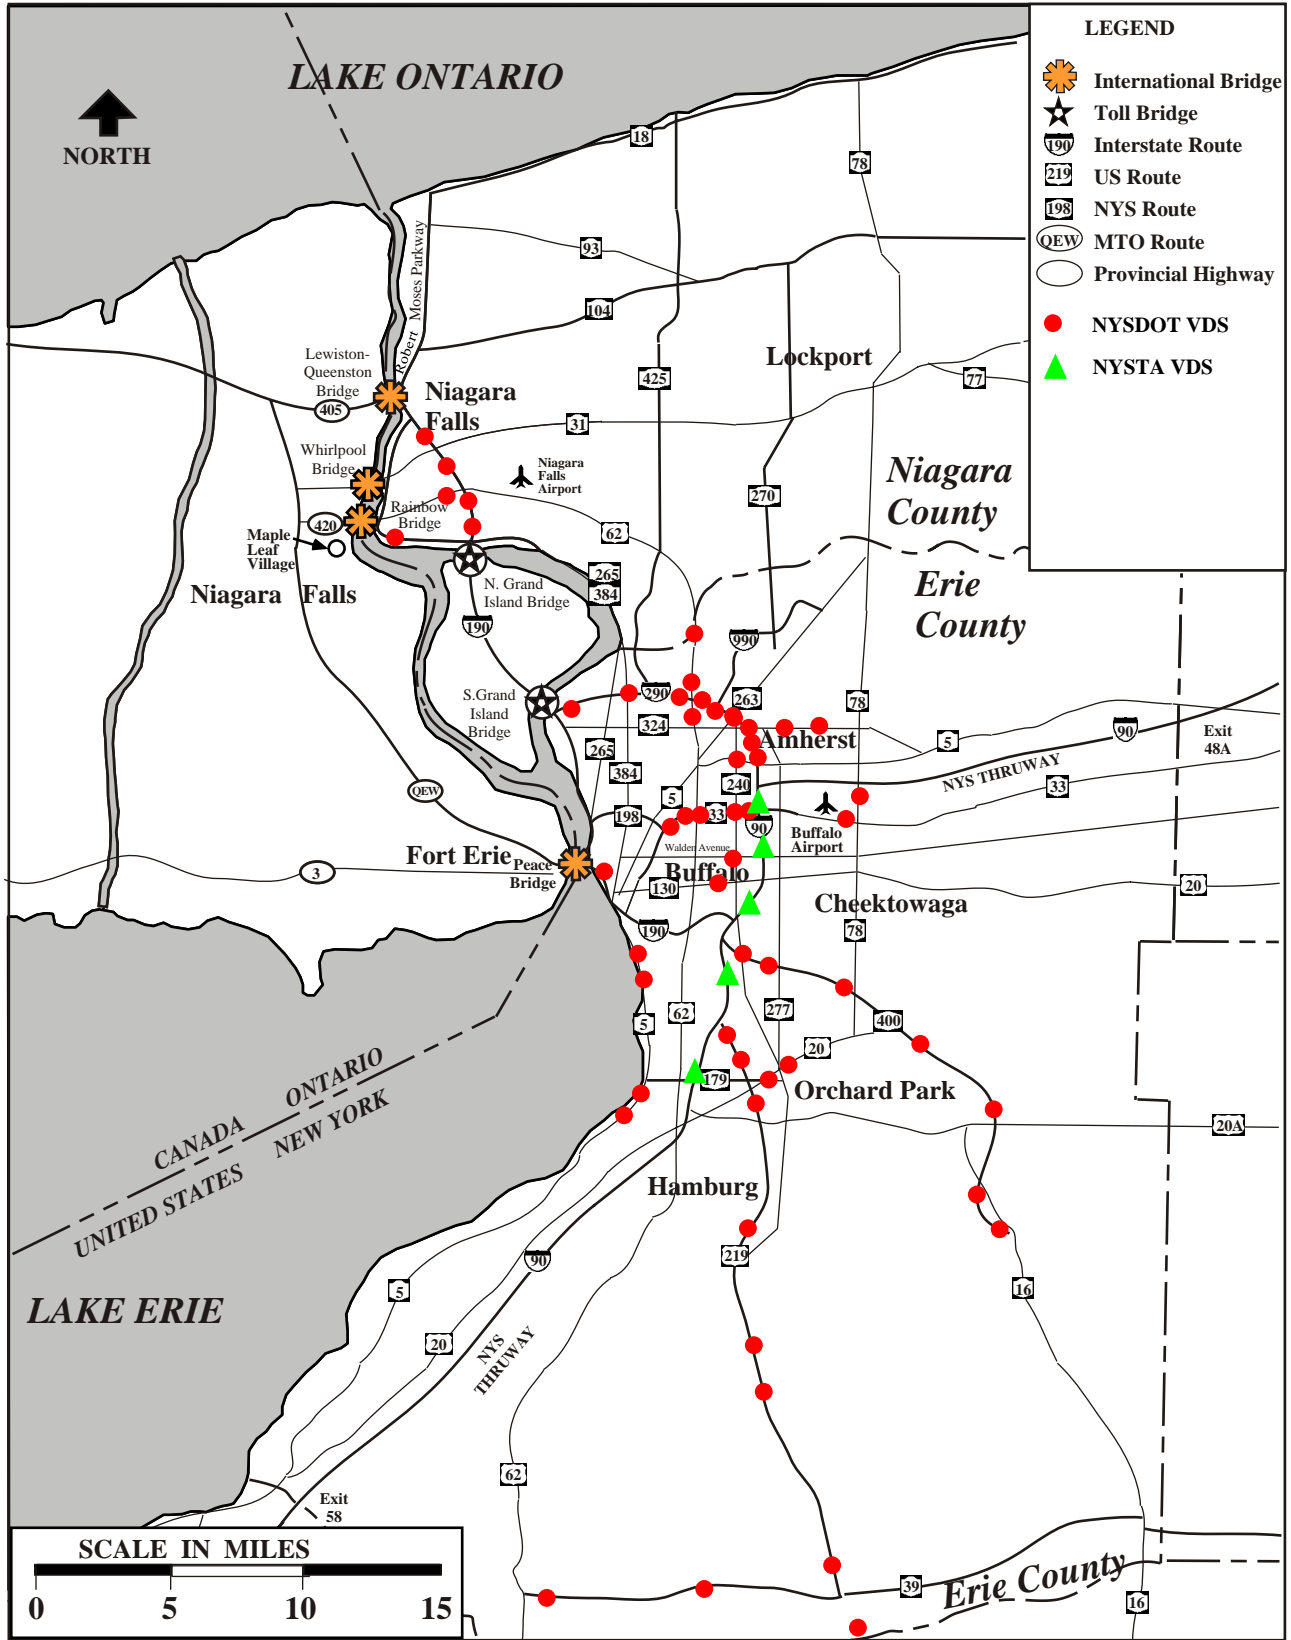 LEGEND
International Bridge
Toll Bridge
190 Interstate Route
219 US Route
198 NYS Route
QEW MTO Route
Provincial Highway
NYSDOT VDS
NYSTA VDS
LAKE ONTARIO
NORTH
18
78
93
Robert Moses Parkway
104
Lewiston-
Queenston
Bridge
405
Niagara
Falls
Lockport
425
77
31
Whirlpool
Bridge
Niagara
Falls
Airport
Niagara
County
270
Rainbow
Bridge
420
Maple
Leaf
Village
62
Niagara Falls
N. Grand
Island Bridge
265
384
Erie
County
190
990
S.Grand
Island
Bridge
290
263
78
324
Amherst
5
90
Exit
48A
265
384
240
NYS THRUWAY
33
QEW
5
198
33
90
Buffalo
Airport
Walden Avenue
Fort Erie
Peace
Bridge
3
Buffalo
130
20
Cheektowaga
190
78
62
277
5
400
20
179
Orchard Park
20A
ONTARIO
CANADA
NEW YORK
UNITED STATES
Hamburg
219
90
5
16
LAKE ERIE
20
NYS
THRUWAY
62
Exit
58
SCALE IN MILES
0 5 10 15
39
Erie County
16